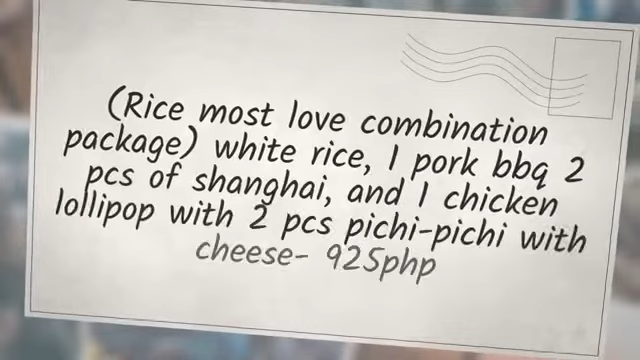 (Rice most love combination
package) white rice, 1 pork bbq 2
pcs of shanghai, and 1 chicken
lollipop with 2 pcs pichi-pichi with
cheese- 925php